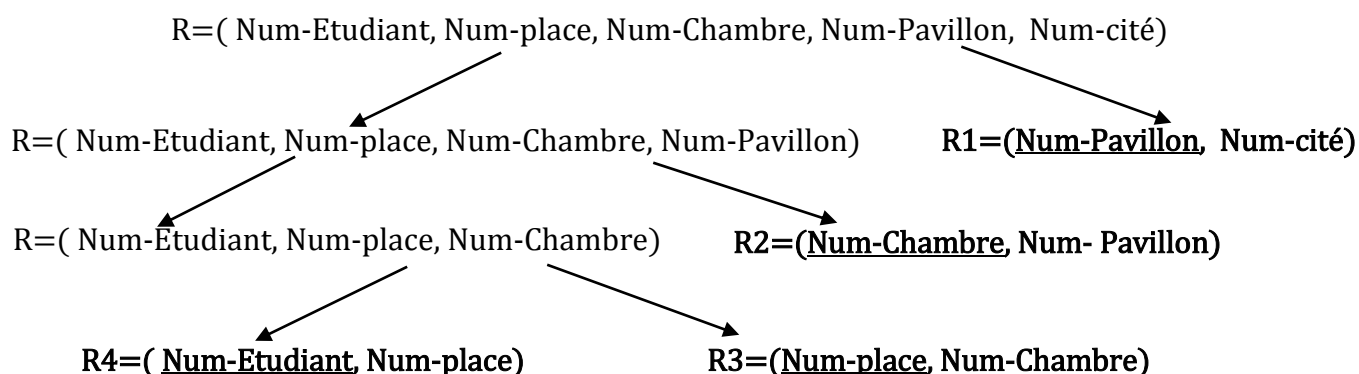 R=( Num-Etudiant, Num-place, Num-Chambre, Num-Pavillon, Num-cité)
R=( Num-Etudiant, Num-place, Num-Chambre, Num-Pavillon)
R1=(Num-Pavillon, Num-cité)
R=( Num-Etudiant, Num-place, Num-Chambre)
R2=(Num-Chambre, Num- Pavillon)
R4=( Num-Etudiant, Num-place)
R3=(Num-place, Num-Chambre)